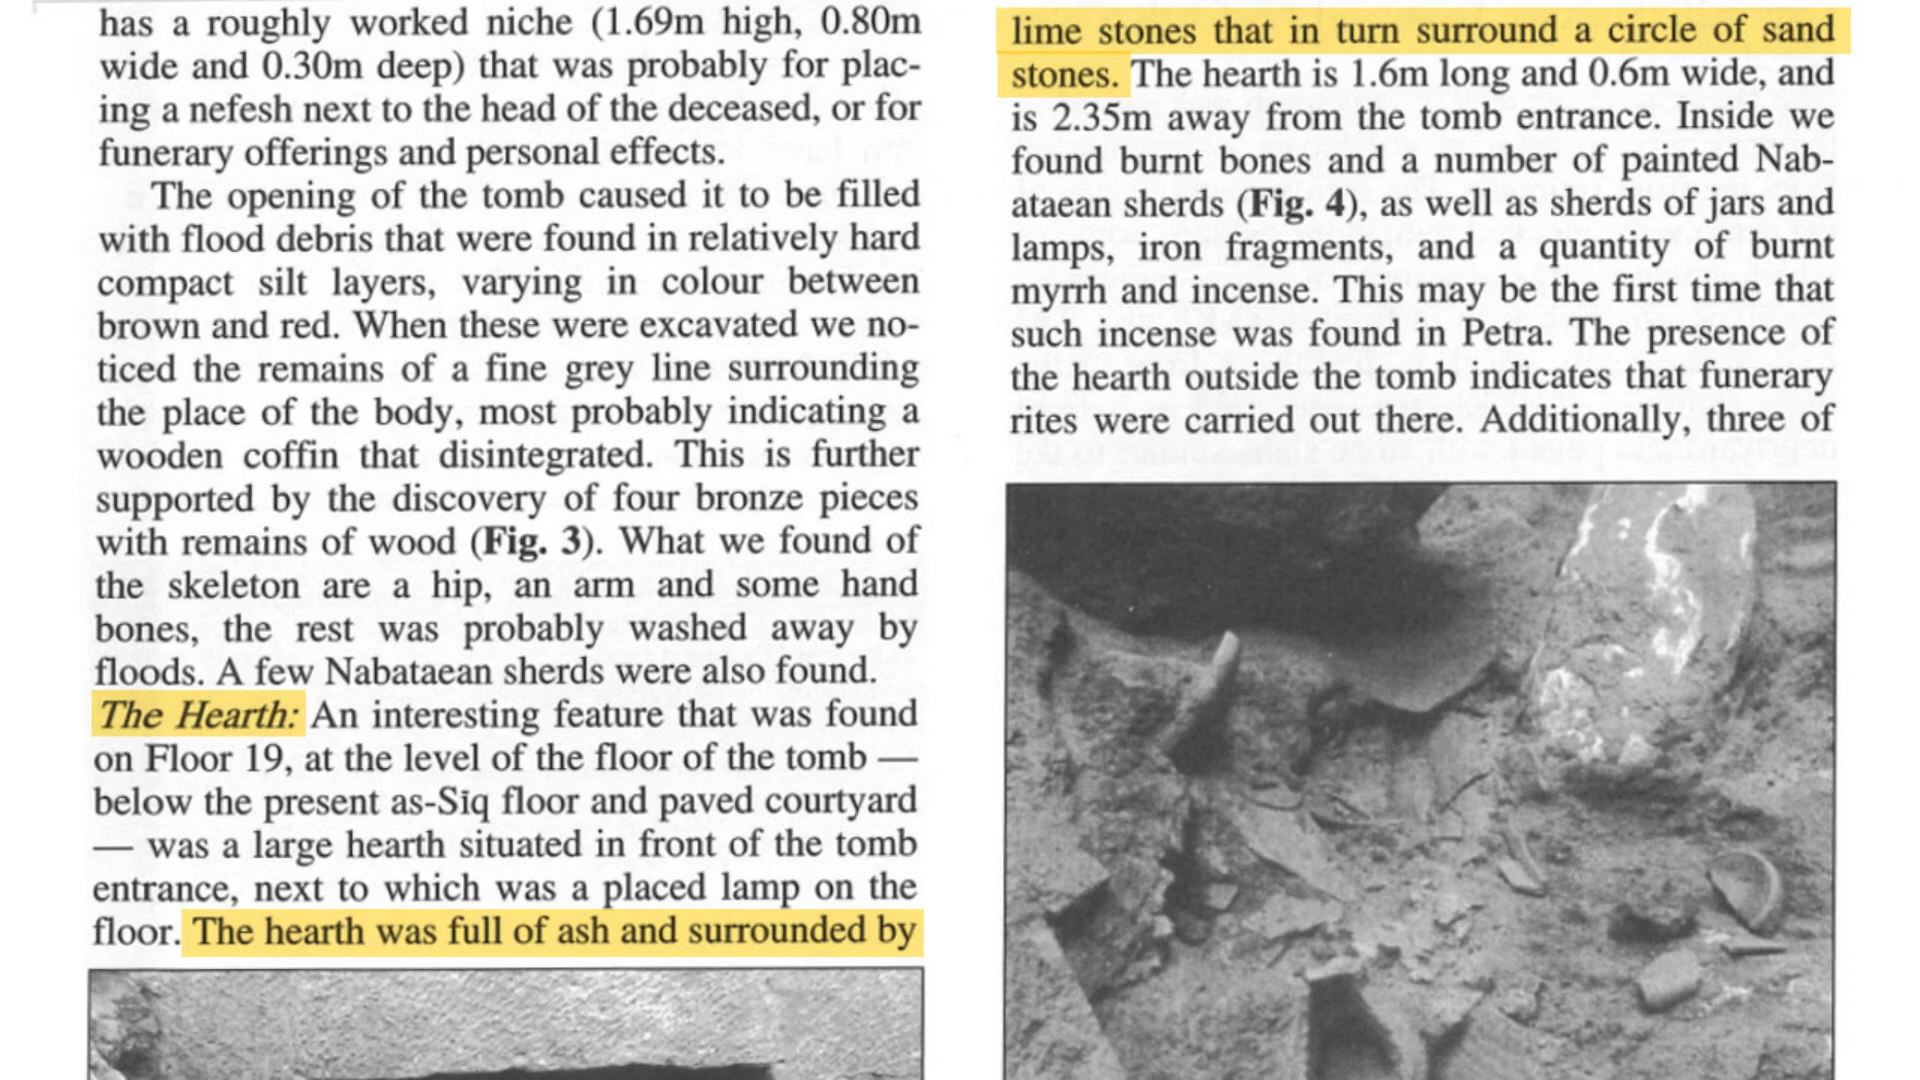 has a roughly worked niche (1.69m high, 0.80m
wide and 0.30m deep) that was probably for plac-
ing a nefesh next to the head of the deceased, or for
funerary offerings and personal effects.
The opening of the tomb caused it to be filled
with flood debris that were found in relatively hard
compact silt layers, varying in colour between
brown and red. When these were excavated we no-
ticed the remains of a fine grey line surrounding
the place of the body, most probably indicating a
wooden coffin that disintegrated. This is further
supported by the discovery of four bronze pieces
with remains of wood (Fig. 3). What we found of
the skeleton are a hip, an arm and some hand
bones, the rest was probably washed away by
floods. A few Nabataean sherds were also found.
The Hearth: An interesting feature that was found
on Floor 19, at the level of the floor of the tomb —
below the present as-Sīq floor and paved courtyard
— was a large hearth situated in front of the tomb
entrance, next to which was a placed lamp on the
floor. The hearth was full of ash and surrounded by
lime stones that in turn surround a circle of sand
stones. The hearth is 1.6m long and 0.6m wide, and
is 2.35m away from the tomb entrance. Inside we
found burnt bones and a number of painted Nab-
ataean sherds (Fig. 4), as well as sherds of jars and
lamps, iron fragments, and a quantity of burnt
myrrh and incense. This may be the first time that
such incense was found in Petra. The presence of
the hearth outside the tomb indicates that funerary
rites were carried out there. Additionally, three of